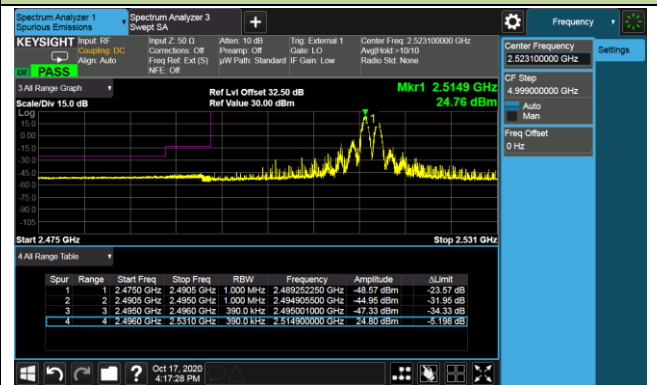 Spectrum Analyzer 1
Spurious Emissions
Spectrum Analyzer 3
Swept SA
+
Frequency
KEYSIGHT
Input: RF
Coupling: DC
Align: Auto
Input Z: 50 Ω
Corrections: Off
Freq Ref: Ext (S)
NFE: Off
Atten: 10 dB
Preamp: Off
µW Path: Standard
Trig: External 1
Gate: LO
IF Gain: Low
Center Freq: 2.523100000 GHz
Avg|Hold:>10/10
Radio Std: None
PASS
Center Frequency
2.523100000 GHz
Settings
CF Step
4.999000000 GHz
Auto
Man
Freq Offset
0 Hz
3 All Range Graph
Ref Lvl Offset 32.50 dB
Mkr1 2.5149 GHz
Scale/Div 15.0 dB
Ref Value 30.00 dBm
24.76 dBm
Log
15.0
0.00
-15.0
-30.0
-45.0
-60.0
-75.0
-90.0
-105
1
Start 2.475 GHz
Stop 2.531 GHz
4 All Range Table
Spur Range Start Freq Stop Freq RBW Frequency Amplitude ΔLimit
1 1 2.4750 GHz 2.4905 GHz 1.000 MHz 2.489252250 GHz -48.57 dBm -23.57 dB
2 2 2.4905 GHz 2.4950 GHz 1.000 MHz 2.494905500 GHz -44.95 dBm -31.95 dB
3 3 2.4950 GHz 2.4960 GHz 390.0 kHz 2.495001000 GHz -47.33 dBm -34.33 dB
4 4 2.4960 GHz 2.5310 GHz 390.0 kHz 2.514900000 GHz 24.80 dBm -5.198 dB
?
Oct 17, 2020
4:17:28 PM